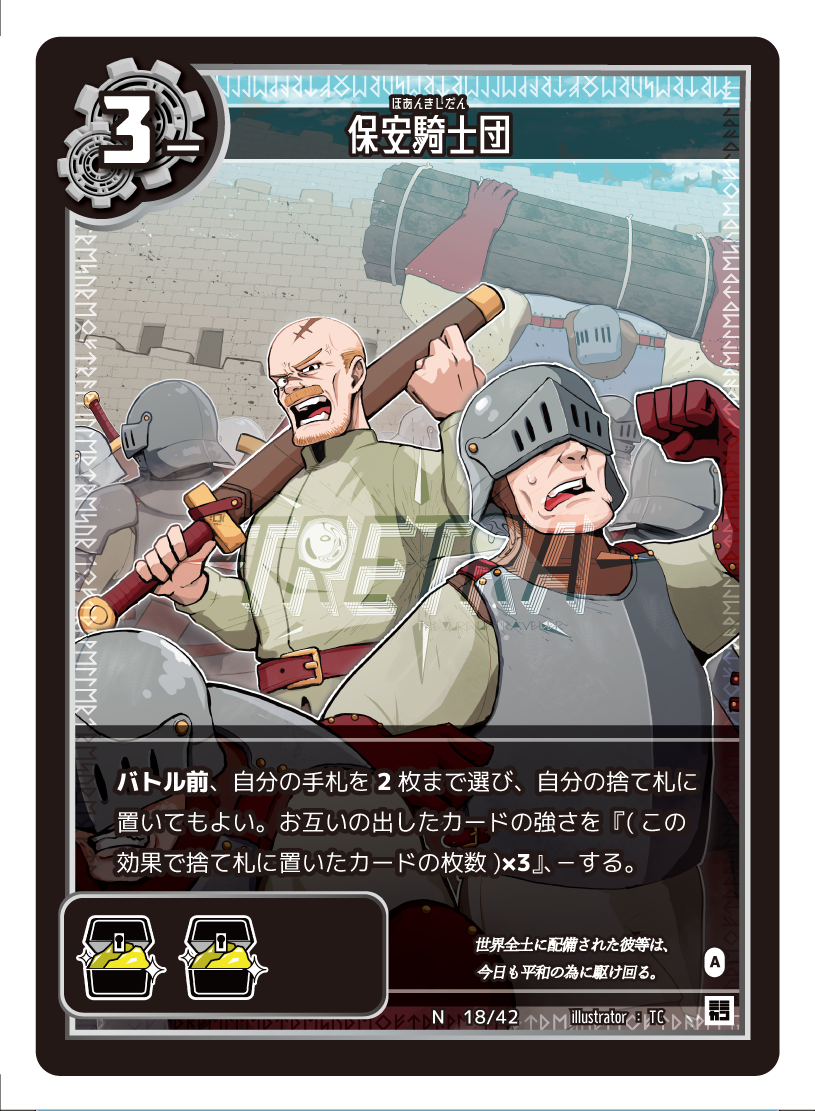 3
ほあんきしだん
保安騎士団
TRETRA
バトル前、自分の手札を2枚まで選び、自分の捨て札に
置いてもよい。お互いの出したカードの強さを『(この
効果で捨て札に置いたカードの枚数)×3』、−する。
世界全土に配備された彼等は、
今日も平和の為に駆け回る。
A
N 18/42 illustrator : TC